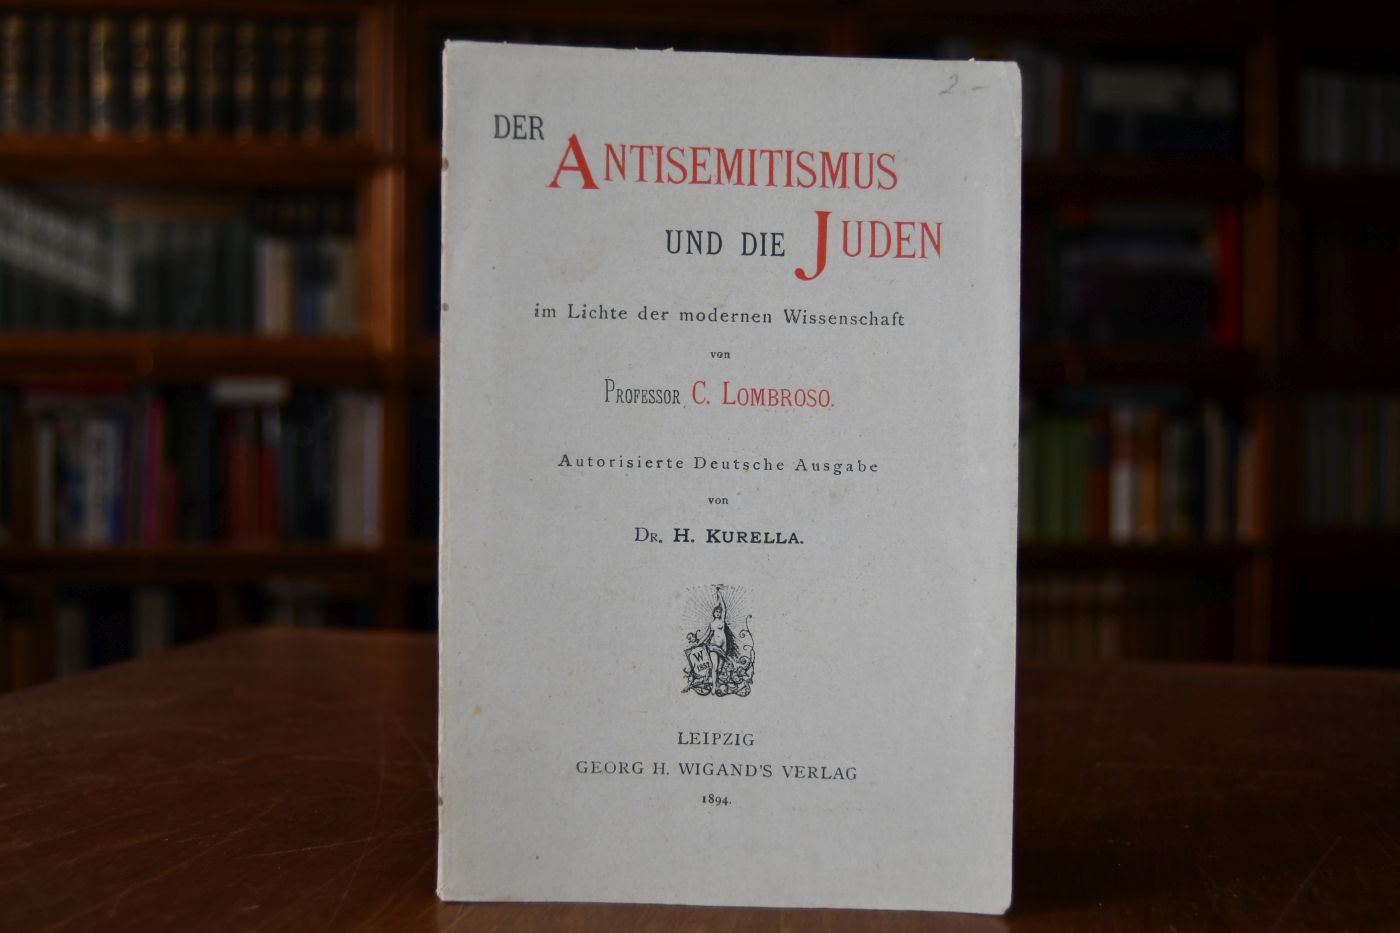 2.-
DER
ANTISEMITISMUS
UND DIE JUDEN
im Lichte der modernen Wissenschaft
von
PROFESSOR C. LOMBROSO.
Autorisierte Deutsche Ausgabe
von
DR. H. KURELLA.
W
1852
LEIPZIG
GEORG H. WIGAND'S VERLAG
1894.